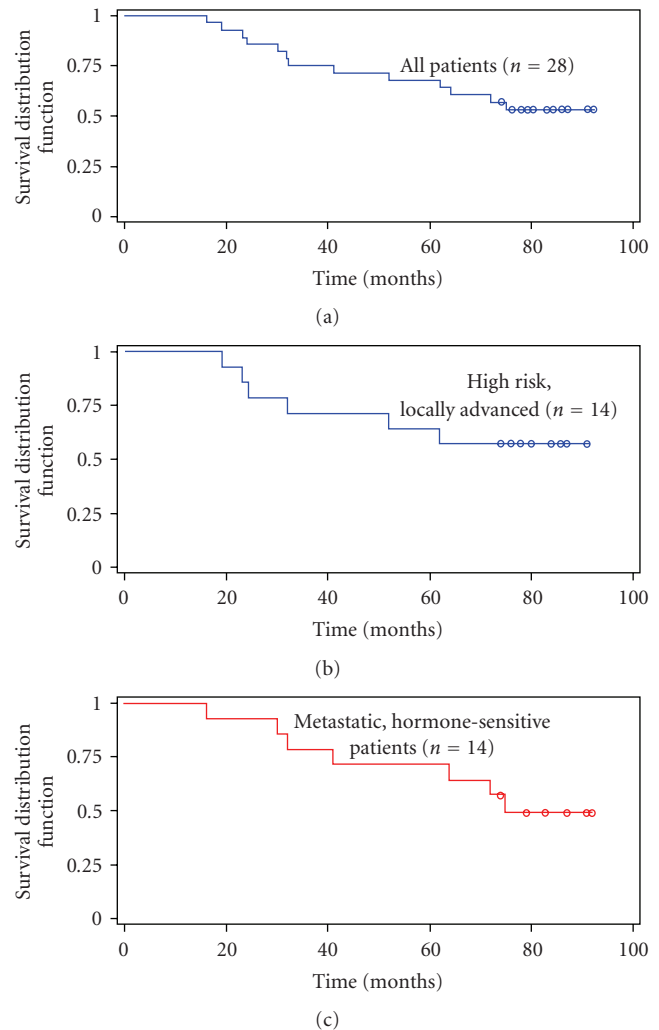 1
0.75
0.5
0.25
0
Survival distribution
function
All patients (n = 28)
0
20
40
60
80
100
Time (months)
(a)
1
0.75
0.5
0.25
0
Survival distribution
function
High risk,
locally advanced (n = 14)
0
20
40
60
80
100
Time (months)
(b)
1
0.75
0.5
0.25
0
Survival distribution
function
Metastatic, hormone-sensitive
patients (n = 14)
0
20
40
60
80
100
Time (months)
(c)